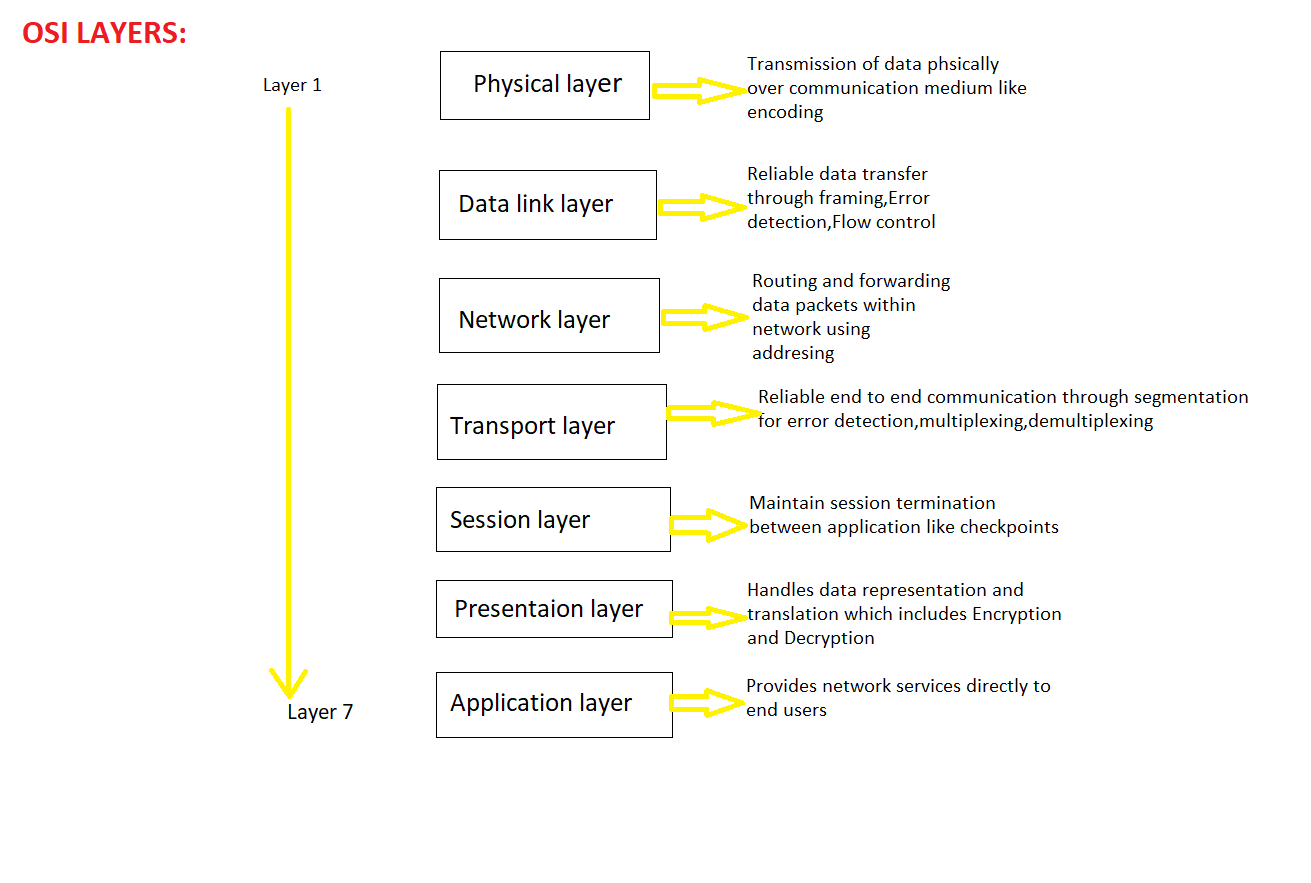 OSI LAYERS:
Layer 1
Physical layer
Transmission of data phsically
over communication medium like
encoding
Data link layer
Reliable data transfer
through framing,Error
detection,Flow control
Network layer
Routing and forwarding
data packets within
network using
addresing
Transport layer
Reliable end to end communication through segmentation
for error detection,multiplexing,demultiplexing
Session layer
Maintain session termination
between application like checkpoints
Presentaion layer
Handles data representation and
translation which includes Encryption
and Decryption
Layer 7
Application layer
Provides network services directly to
end users